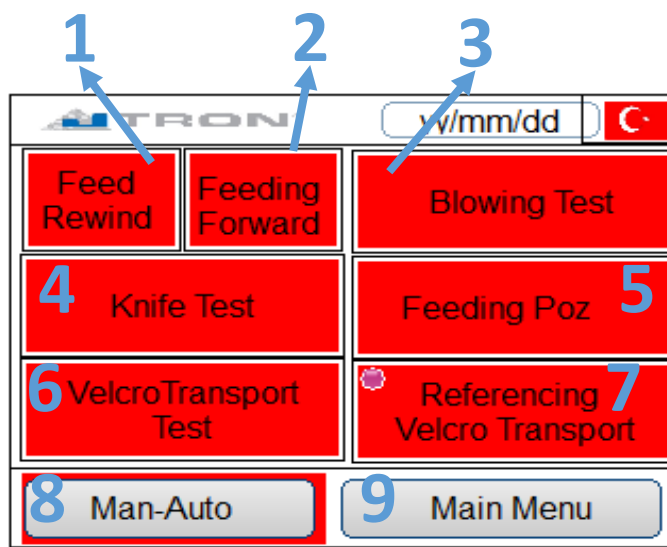 1 2 3
TRON
yy/mm/dd
Feed
Rewind
Feeding
Forward
Blowing Test
4 Knife Test
Feeding Poz 5
6 VelcroTransport
Test
Referencing 7
Velcro Transport
8 Man-Auto
9 Main Menu